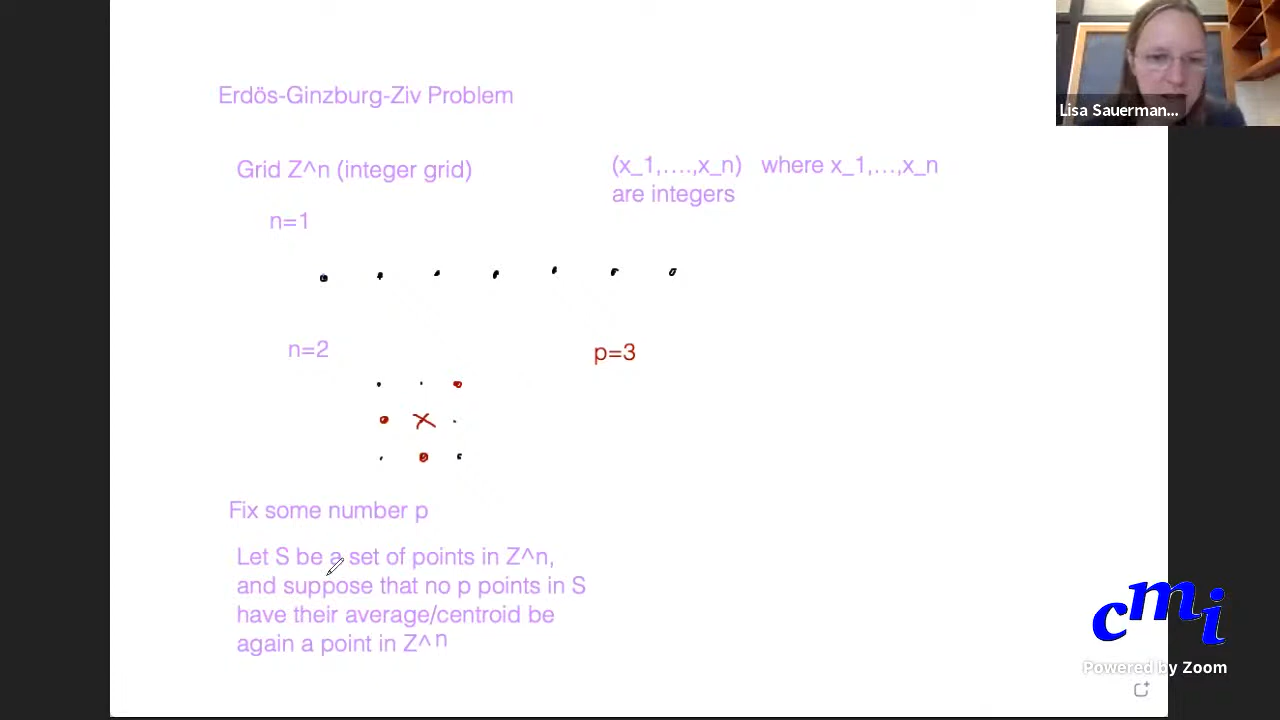 Erdös-Ginzburg-Ziv Problem
Lisa Sauerman...
Grid Z^n (integer grid)
(x_1,....,x_n) where x_1,...,x_n
are integers
n=1
n=2
p=3
Fix some number p
Let S be a set of points in Z^n,
and suppose that no p points in S
have their average/centroid be
again a point in Z^n
cmi
Powered by Zoom